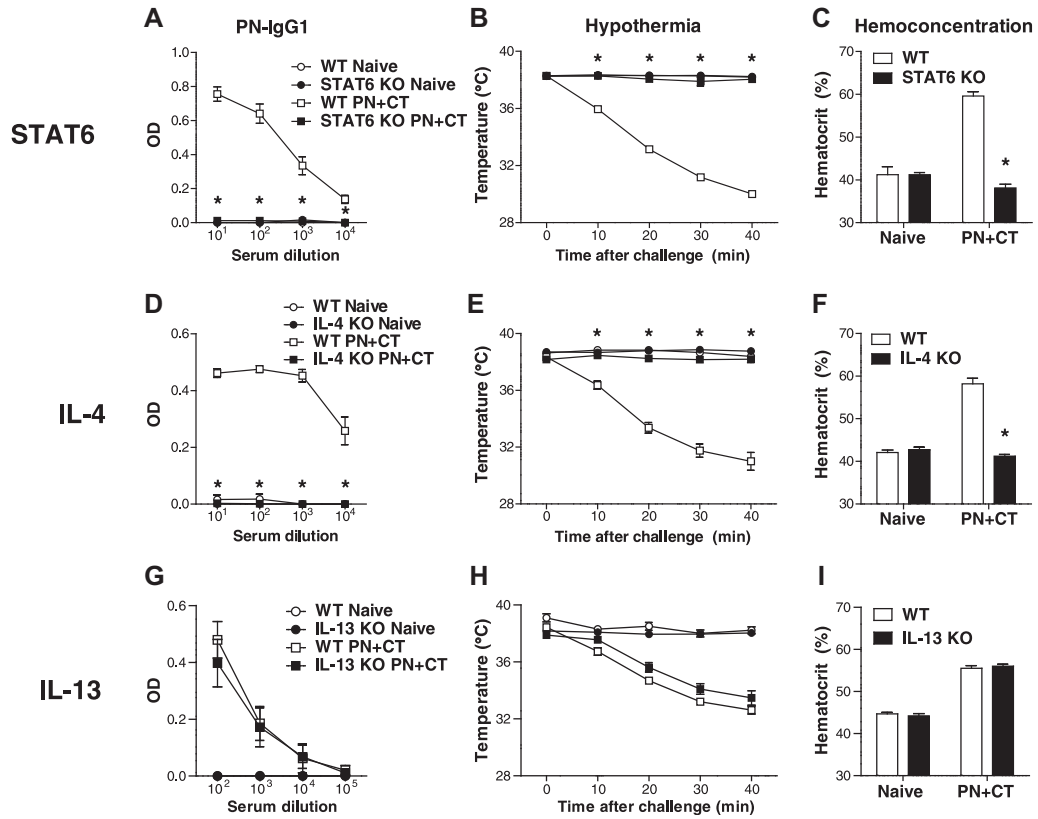 A
PN-IgG1
OD
1.0
0.8
0.6
0.4
0.2
0.0
WT Naive
STAT6 KO Naive
WT PN+CT
STAT6 KO PN+CT
* * * *
10¹ 10² 10³ 10⁴
Serum dilution
B
Hypothermia
Temperature (°C)
40
36
32
28
* * * *
0 10 20 30 40
Time after challenge (min)
C
Hemoconcentration
Hematocrit (%)
70
60
50
40
30
WT
STAT6 KO
*
Naive PN+CT
STAT6
D
OD
0.6
0.4
0.2
0.0
WT Naive
IL-4 KO Naive
WT PN+CT
IL-4 KO PN+CT
* * * *
10¹ 10² 10³ 10⁴
Serum dilution
E
Temperature (°C)
40
36
32
28
* * * *
0 10 20 30 40
Time after challenge (min)
F
Hematocrit (%)
70
60
50
40
30
WT
IL-4 KO
*
Naive PN+CT
IL-4
G
OD
0.6
0.4
0.2
0.0
WT Naive
IL-13 KO Naive
WT PN+CT
IL-13 KO PN+CT
10² 10³ 10⁴ 10⁵
Serum dilution
H
Temperature (°C)
40
36
32
28
0 10 20 30 40
Time after challenge (min)
I
Hematocrit (%)
70
60
50
40
30
WT
IL-13 KO
Naive PN+CT
IL-13